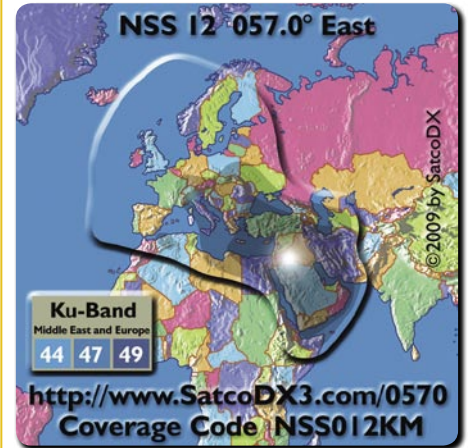 NSS 12 057.0° East
©2009 by SatcoDX
Ku-Band
Middle East and Europe
44 47 49
http://www.SatcoDX3.com/0570
Coverage Code NSS012KM